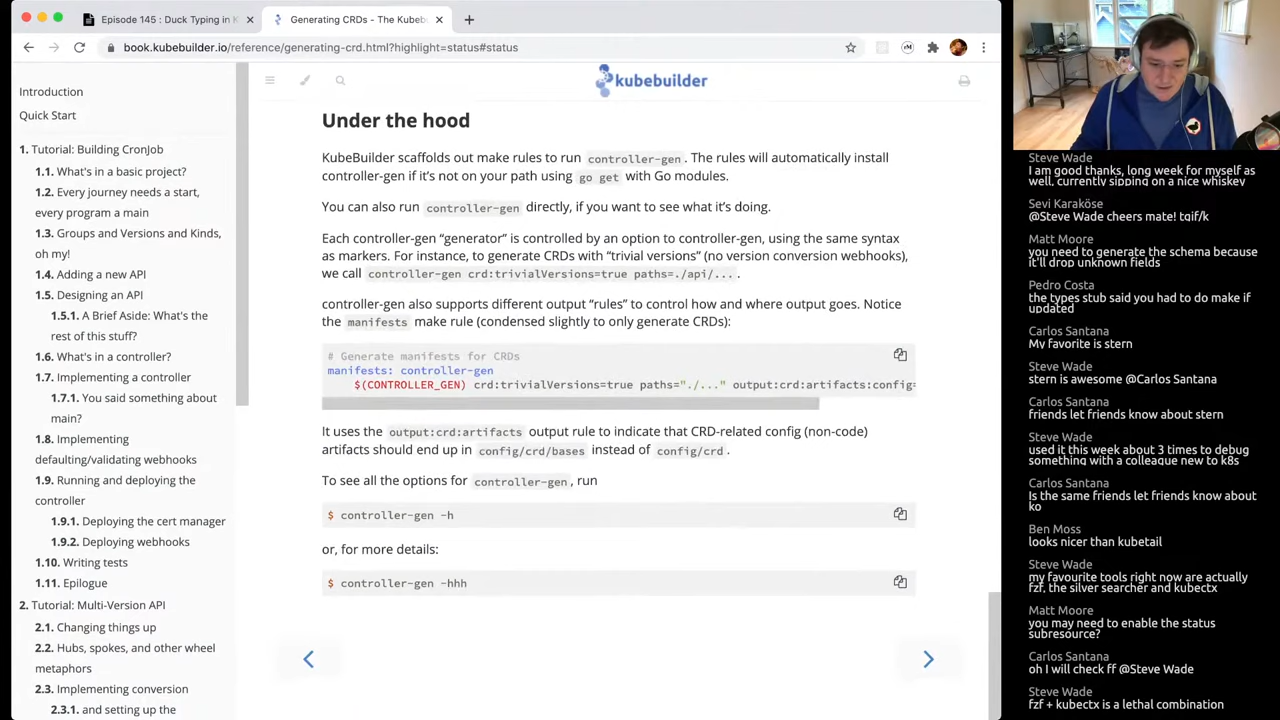 Episode 145 : Duck Typing in K
Generating CRDs - The Kubeb
book.kubebuilder.io/reference/generating-crd.html?highlight=status#status
kubebuilder
Introduction
Quick Start
1. Tutorial: Building CronJob
1.1. What's in a basic project?
1.2. Every journey needs a start,
every program a main
1.3. Groups and Versions and Kinds,
oh my!
1.4. Adding a new API
1.5. Designing an API
1.5.1. A Brief Aside: What's the
rest of this stuff?
1.6. What's in a controller?
1.7. Implementing a controller
1.7.1. You said something about
main?
1.8. Implementing
defaulting/validating webhooks
1.9. Running and deploying the
controller
1.9.1. Deploying the cert manager
1.9.2. Deploying webhooks
1.10. Writing tests
1.11. Epilogue
2. Tutorial: Multi-Version API
2.1. Changing things up
2.2. Hubs, spokes, and other wheel
metaphors
2.3. Implementing conversion
2.3.1. and setting up the
Under the hood
KubeBuilder scaffolds out make rules to run controller-gen. The rules will automatically install
controller-gen if it's not on your path using go get with Go modules.
You can also run controller-gen directly, if you want to see what it's doing.
Each controller-gen “generator” is controlled by an option to controller-gen, using the same syntax
as markers. For instance, to generate CRDs with “trivial versions” (no version conversion webhooks),
we call controller-gen crd:trivialVersions=true paths=./api/... .
controller-gen also supports different output “rules” to control how and where output goes. Notice
the manifests make rule (condensed slightly to only generate CRDs):
# Generate manifests for CRDs
manifests: controller-gen
$(CONTROLLER_GEN) crd:trivialVersions=true paths="./..." output:crd:artifacts:config=
It uses the output:crd:artifacts output rule to indicate that CRD-related config (non-code)
artifacts should end up in config/crd/bases instead of config/crd .
To see all the options for controller-gen, run
$ controller-gen -h
or, for more details:
$ controller-gen -hhh
Steve Wade
I am good thanks, long week for myself as
well, currently sipping on a nice whiskey
Sevi Karaköse
@Steve Wade cheers mate! tgif/k
Matt Moore
you need to generate the schema because
it'll drop unknown fields
Pedro Costa
the types stub said you had to do make if
updated
Carlos Santana
My favorite is stern
Steve Wade
stern is awesome @Carlos Santana
Carlos Santana
friends let friends know about stern
Steve Wade
used it this week about 3 times to debug
something with a colleague new to k8s
Carlos Santana
Is the same friends let friends know about
ko
Ben Moss
looks nicer than kubetail
Steve Wade
my favourite tools right now are actually
fzf, the silver searcher and kubectx
Matt Moore
you may need to enable the status
subresource?
Carlos Santana
oh I will check ff @Steve Wade
Steve Wade
fzf + kubectx is a lethal combination